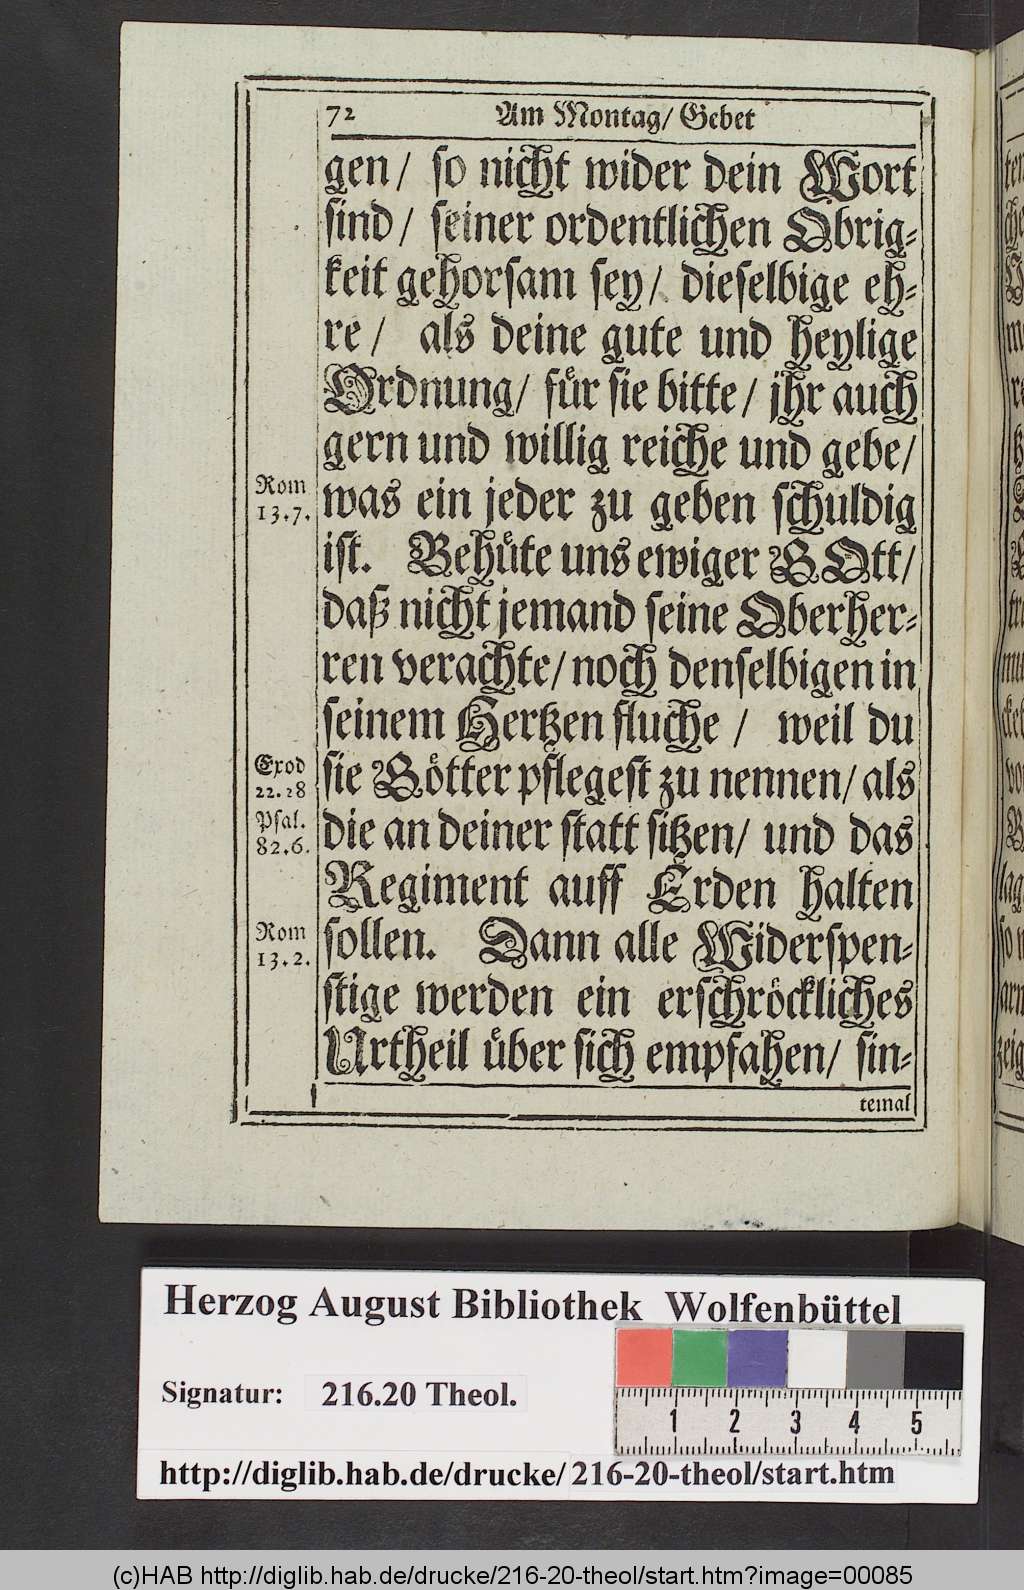 72 Am Montag/ Gebet
gen/ so nicht wider dein Wort
sind/ seiner ordentlichen Obrig-
keit gehorsam sey/ dieselbige eh-
re/ als deine gute und heylige
Ordnung/ für sie bitte/ jhr auch
gern und willig reiche und gebe/
Rom
13.7.
was ein jeder zu geben schuldig
ist. Behüte uns ewiger GOtt/
daß nicht jemand seine Oberher-
ren verachte/ noch denselbigen in
seinem Hertzen fluche/ weil du
Exod
22.28
sie Götter pflegest zu nennen/ als
Psal.
82.6.
die an deiner statt sitzen/ und das
Regiment auff Erden halten
Rom
13.2.
sollen. Dann alle Widerspen-
stige werden ein erschröckliches
Urtheil über sich empfahen/ sin-
temal
Herzog August Bibliothek Wolfenbüttel
Signatur: 216.20 Theol.
1 2 3 4 5
http://diglib.hab.de/drucke/216-20-theol/start.htm
(c)HAB http://diglib.hab.de/drucke/216-20-theol/start.htm?image=00085